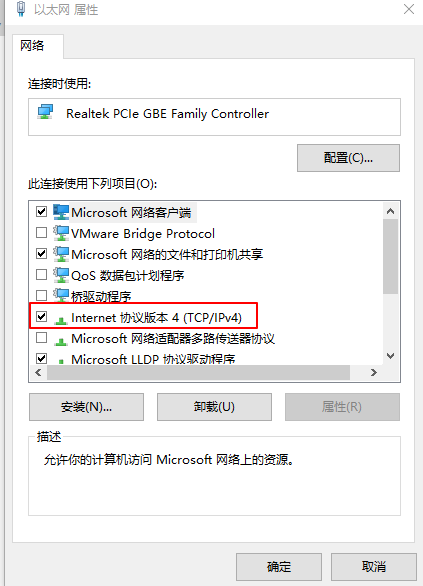 以太网 属性
网络
连接时使用:
Realtek PCIe GBE Family Controller
配置(C)...
此连接使用下列项目(O):
Microsoft 网络客户端
VMware Bridge Protocol
Microsoft 网络的文件和打印机共享
QoS 数据包计划程序
桥驱动程序
Internet 协议版本 4 (TCP/IPv4)
Microsoft 网络适配器多路传送器协议
Microsoft LLDP 协议驱动程序
安装(N)...
卸载(U)
属性(R)
描述
允许你的计算机访问 Microsoft 网络上的资源。
确定
取消